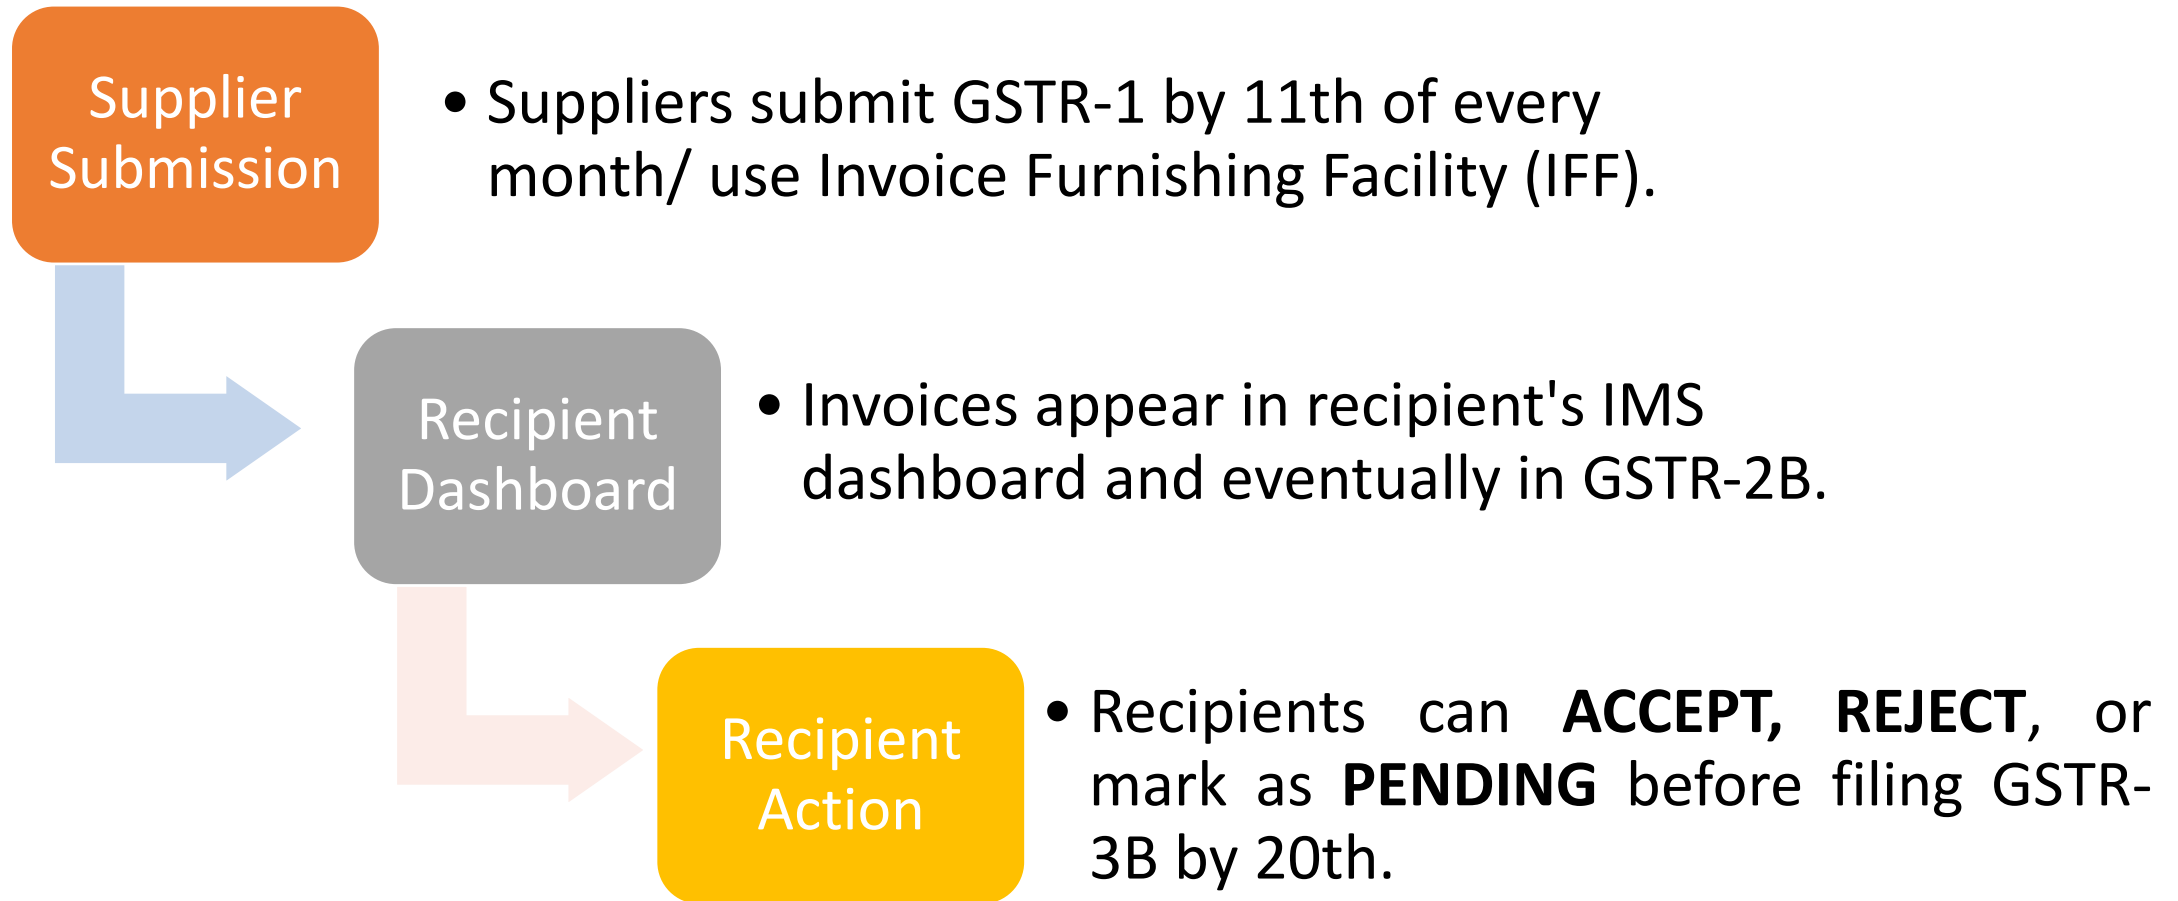 Supplier
Submission
• Suppliers submit GSTR-1 by 11th of every
month/ use Invoice Furnishing Facility (IFF).
Recipient
Dashboard
• Invoices appear in recipient's IMS
dashboard and eventually in GSTR-2B.
Recipient
Action
• Recipients can ACCEPT, REJECT, or
mark as PENDING before filing GSTR-
3B by 20th.